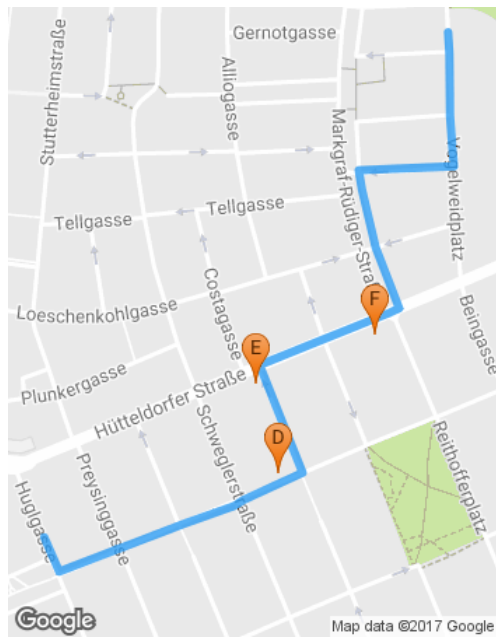 Gernotgasse
Stutterheimstraße
Alliogasse
Markgraf-Rüdiger-Straß
Vogelweidplatz
Tellgasse
Tellgasse
Costagasse
Loeschenkohlgasse
F
Beingasse
E
Plunkergasse
Hütteldorfer Straße
D
Schweglerstraße
Reithofferplatz
Preysinggasse
Huglgasse
Google
Map data ©2017 Google